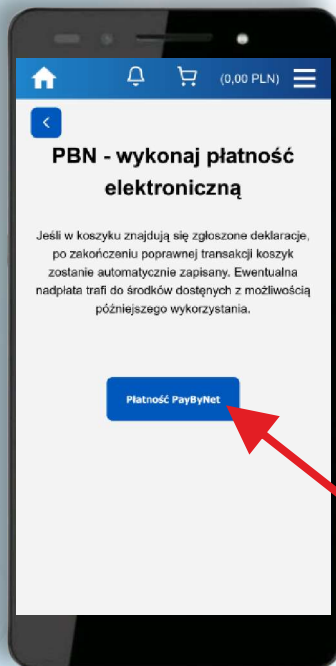 (0,00 PLN)
PBN - wykonaj płatność
elektroniczną
Jeśli w koszyku znajdują się zgłoszone deklaracje,
po zakończeniu poprawnej transakcji koszyk
zostanie automatycznie zapisany. Ewentualna
nadpłata trafi do środków dostęnych z możliwością
późniejszego wykorzystania.
Płatność PayByNet